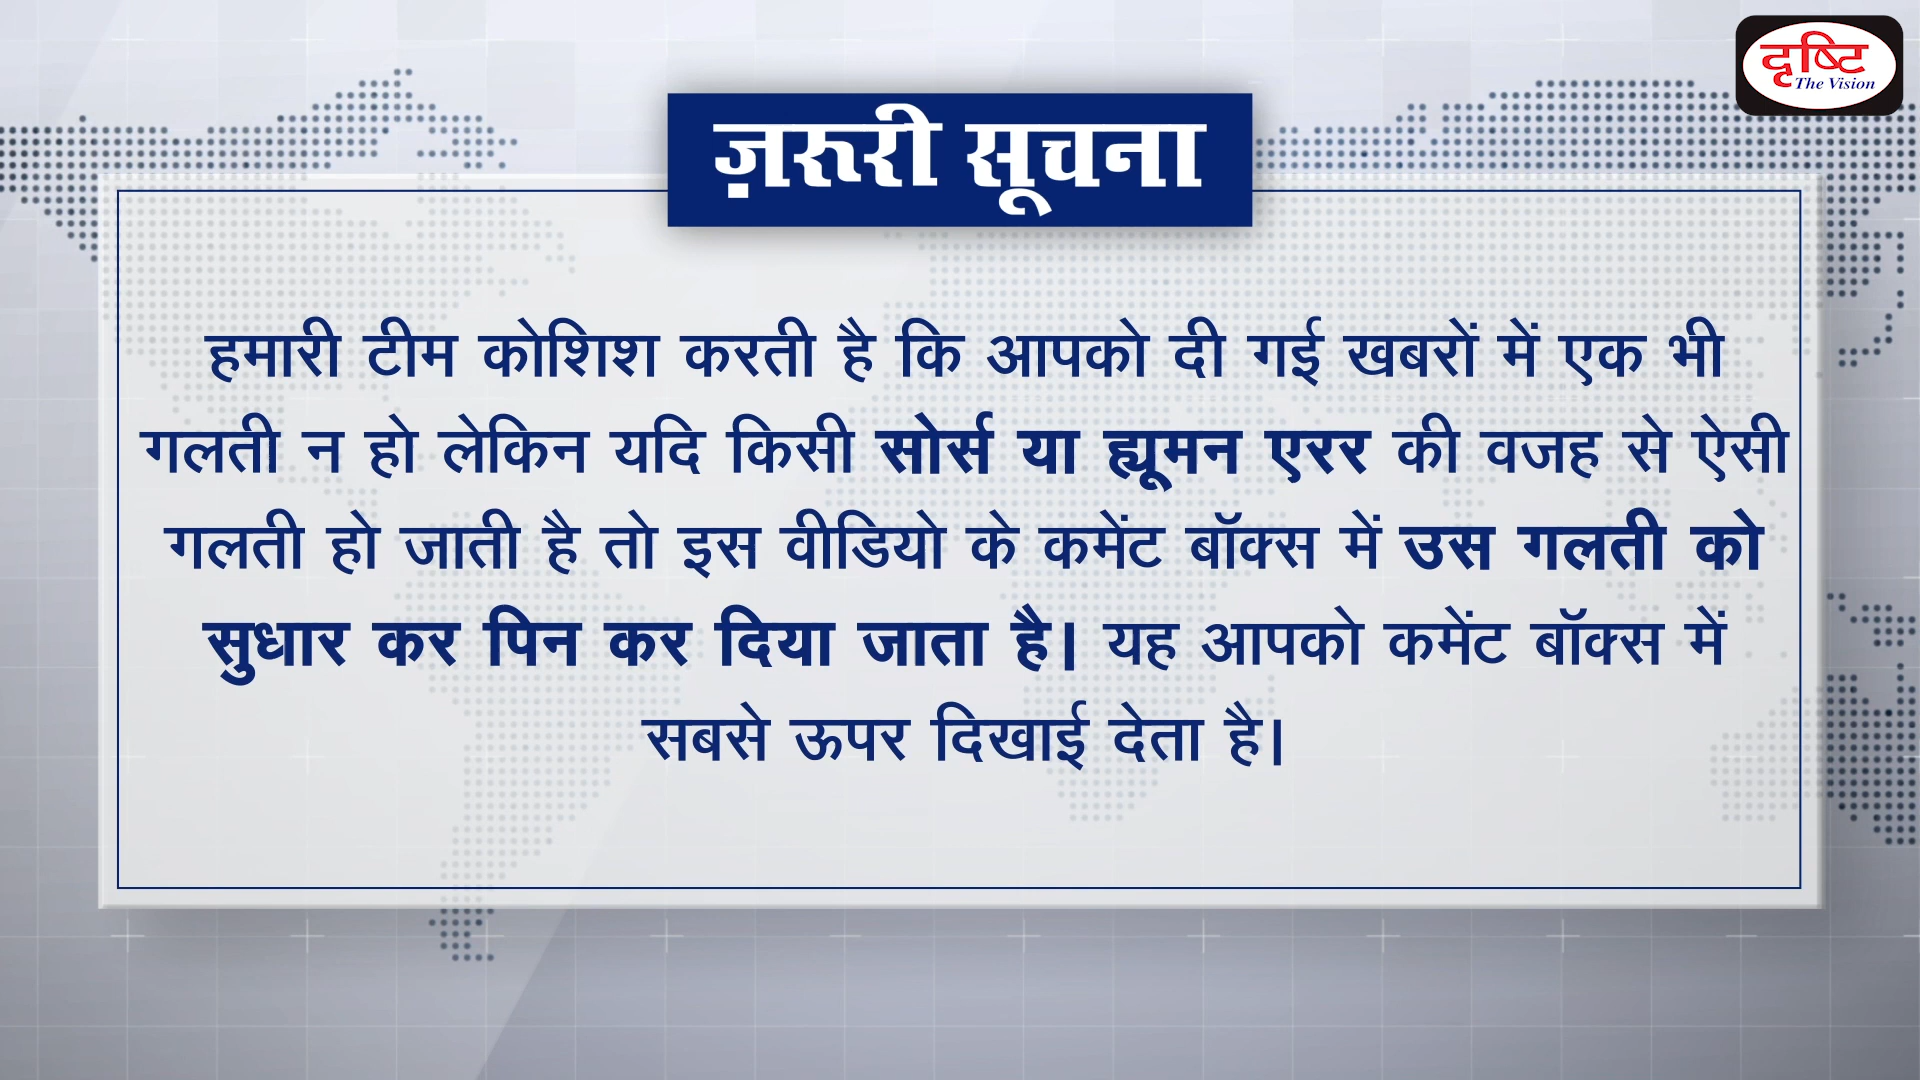 दृष्टि
The Vision
ज़रूरी सूचना
हमारी टीम कोशिश करती है कि आपको दी गई खबरों में एक भी
गलती न हो लेकिन यदि किसी सोर्स या ह्यूमन एरर की वजह से ऐसी
गलती हो जाती है तो इस वीडियो के कमेंट बॉक्स में उस गलती को
सुधार कर पिन कर दिया जाता है। यह आपको कमेंट बॉक्स में
सबसे ऊपर दिखाई देता है।